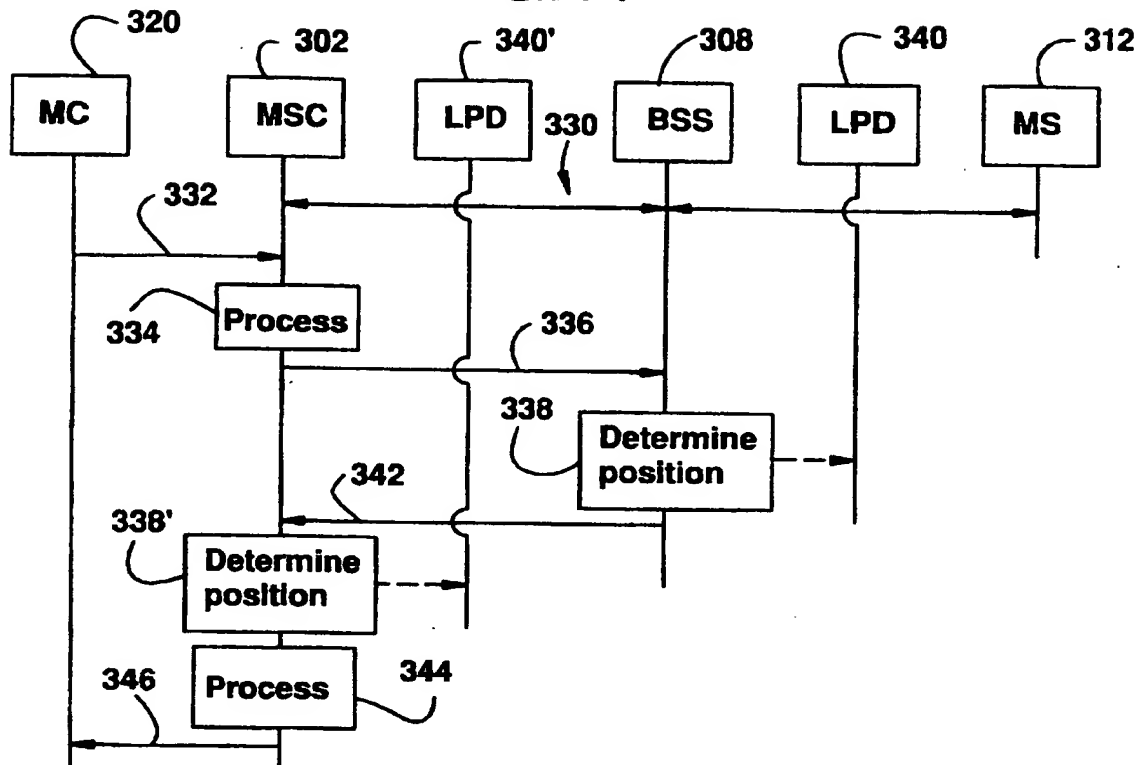 320
302
340'
308
340
312
MC
MSC
LPD
BSS
LPD
MS
330
332
334
Process
336
338
Determine
position
342
338'
Determine
position
Process
344
346